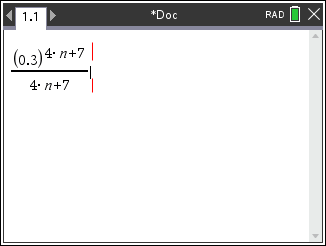 1.1 *Doc RAD
(0.3)^(4·n+7)
4·n+7